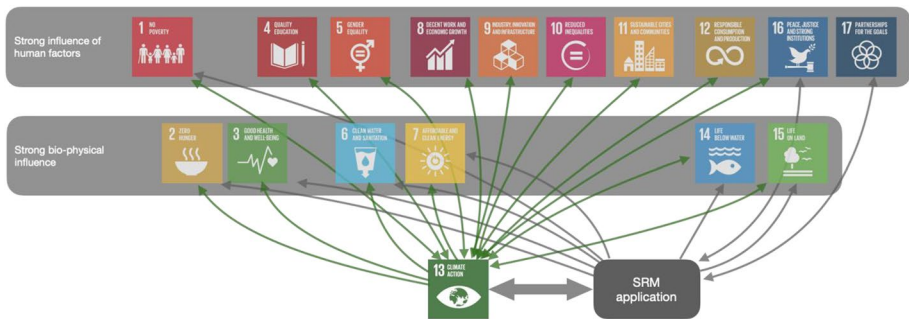 Strong influence of
human factors
1 NO
POVERTY
4 QUALITY
EDUCATION
5 GENDER
EQUALITY
8 DECENT WORK AND
ECONOMIC GROWTH
9 INDUSTRY, INNOVATION
AND INFRASTRUCTURE
10 REDUCED
INEQUALITIES
11 SUSTAINABLE CITIES
AND COMMUNITIES
12 RESPONSIBLE
CONSUMPTION
AND PRODUCTION
16 PEACE, JUSTICE
AND STRONG
INSTITUTIONS
17 PARTNERSHIPS
FOR THE GOALS
Strong bio-physical
influence
2 ZERO
HUNGER
3 GOOD HEALTH
AND WELL-BEING
6 CLEAN WATER
AND SANITATION
7 AFFORDABLE AND
CLEAN ENERGY
14 LIFE
BELOW WATER
15 LIFE
ON LAND
13 CLIMATE
ACTION
SRM
application